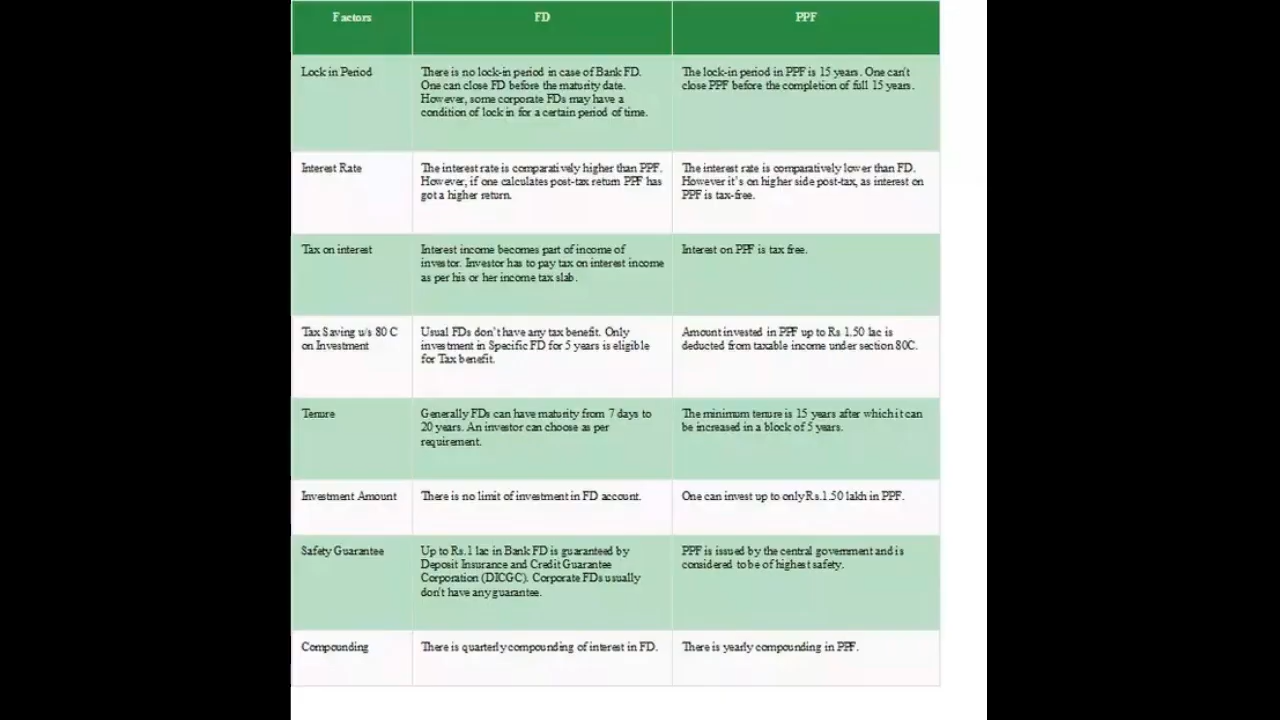 Factors
FD
PPF
Lock in Period
There is no lock-in period in case of Bank FD.
One can close FD before the maturity date.
However, some corporate FDs may have a
condition of lock in for a certain period of time.
The lock-in period in PPF is 15 years. One can't
close PPF before the completion of full 15 years.
Interest Rate
The interest rate is comparatively higher than PPF.
However, if one calculates post-tax return PPF has
got a higher return.
The interest rate is comparatively lower than FD.
However it's on higher side post-tax, as interest on
PPF is tax-free.
Tax on interest
Interest income becomes part of income of
investor. Investor has to pay tax on interest income
as per his or her income tax slab.
Interest on PPF is tax free.
Tax Saving u/s 80 C
on Investment
Usual FDs don't have any tax benefit. Only
investment in Specific FD for 5 years is eligible
for Tax benefit.
Amount invested in PPF up to Rs 1.50 lac is
deducted from taxable income under section 80C.
Tenure
Generally FDs can have maturity from 7 days to
20 years. An investor can choose as per
requirement.
The minimum tenure is 15 years after which it can
be increased in a block of 5 years.
Investment Amount
There is no limit of investment in FD account.
One can invest up to only Rs.1.50 lakh in PPF.
Safety Guarantee
Up to Rs.1 lac in Bank FD is guaranteed by
Deposit Insurance and Credit Guarantee
Corporation (DICGC). Corporate FDs usually
don't have any guarantee.
PPF is issued by the central government and is
considered to be of highest safety.
Compounding
There is quarterly compounding of interest in FD.
There is yearly compounding in PPF.